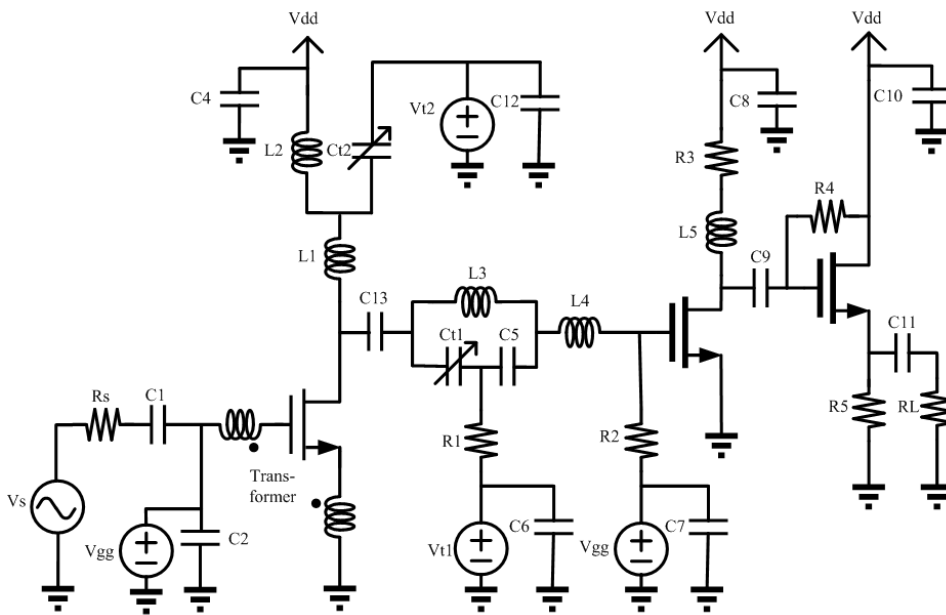 Vdd
Vdd
Vdd
C4
L2
Ct2
Vt2
C12
C8
C10
R3
R4
L1
L5
C13
L3
L4
C9
Ct1
C5
C11
Rs
C1
R1
R2
R5
RL
Trans-
former
Vs
Vgg
C2
Vt1
C6
Vgg
C7